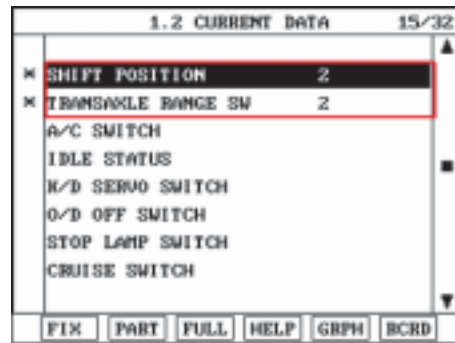 1.2 CURRENT DATA 15/32
× SHIFT POSITION 2
× TRANSAXLE RANGE SW 2
A/C SWITCH
IDLE STATUS
K/D SERVO SWITCH
O/D OFF SWITCH
STOP LAMP SWITCH
CRUISE SWITCH
FIX PART FULL HELP GRPH RCRD